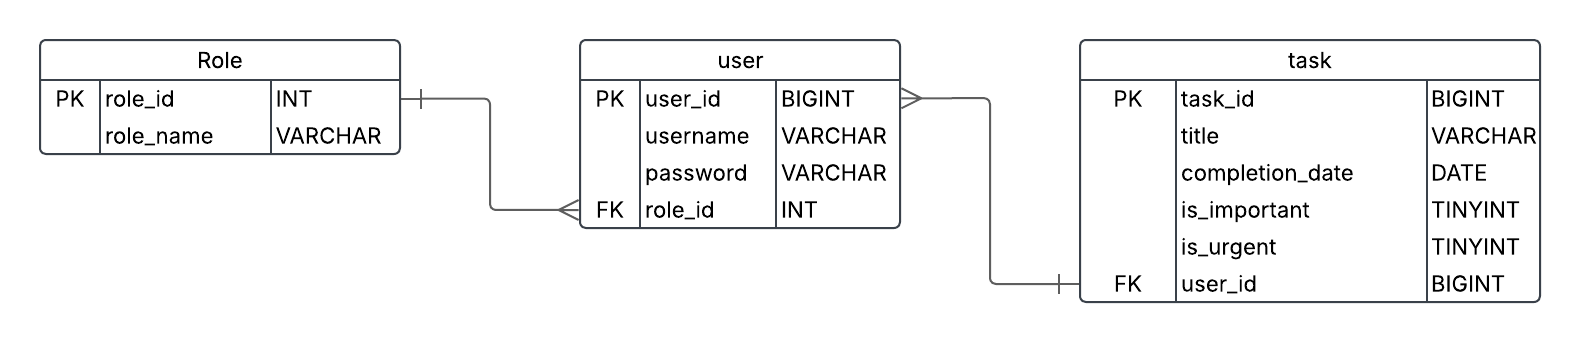 Role
PK role_id INT
role_name VARCHAR
user
PK user_id BIGINT
username VARCHAR
password VARCHAR
FK role_id INT
task
PK task_id BIGINT
title VARCHAR
completion_date DATE
is_important TINYINT
is_urgent TINYINT
FK user_id BIGINT